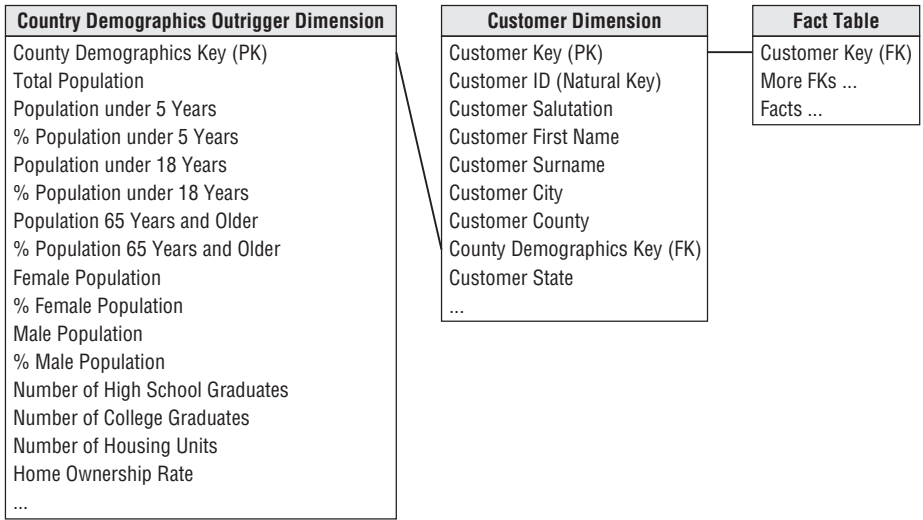 Country Demographics Outrigger Dimension
County Demographics Key (PK)
Total Population
Population under 5 Years
% Population under 5 Years
Population under 18 Years
% Population under 18 Years
Population 65 Years and Older
% Population 65 Years and Older
Female Population
% Female Population
Male Population
% Male Population
Number of High School Graduates
Number of College Graduates
Number of Housing Units
Home Ownership Rate
...
Customer Dimension
Customer Key (PK)
Customer ID (Natural Key)
Customer Salutation
Customer First Name
Customer Surname
Customer City
Customer County
County Demographics Key (FK)
Customer State
...
Fact Table
Customer Key (FK)
More FKs ...
Facts ...